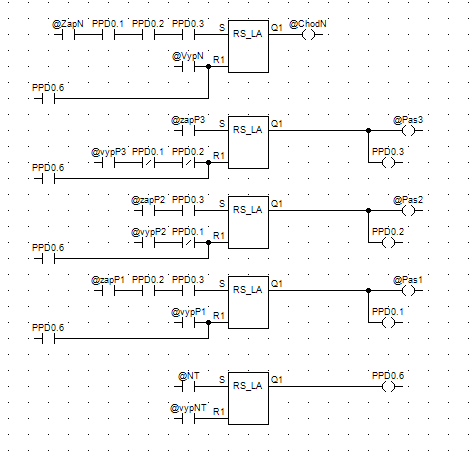 @ZapN PPD0.1 PPD0.2 PPD0.3 S RS_LA Q1 @ChodN
@VypN R1
PPD0.6
@zapP3 S RS_LA Q1 @Pas3
@vypP3 PPD0.1 PPD0.2 R1 PPD0.3
PPD0.6
@zapP2 PPD0.3 S RS_LA Q1 @Pas2
@vypP2 PPD0.1 R1 PPD0.2
PPD0.6
@zapP1 PPD0.2 PPD0.3 S RS_LA Q1 @Pas1
@vypP1 R1 PPD0.1
PPD0.6
@NT S RS_LA Q1 PPD0.6
@vypNT R1